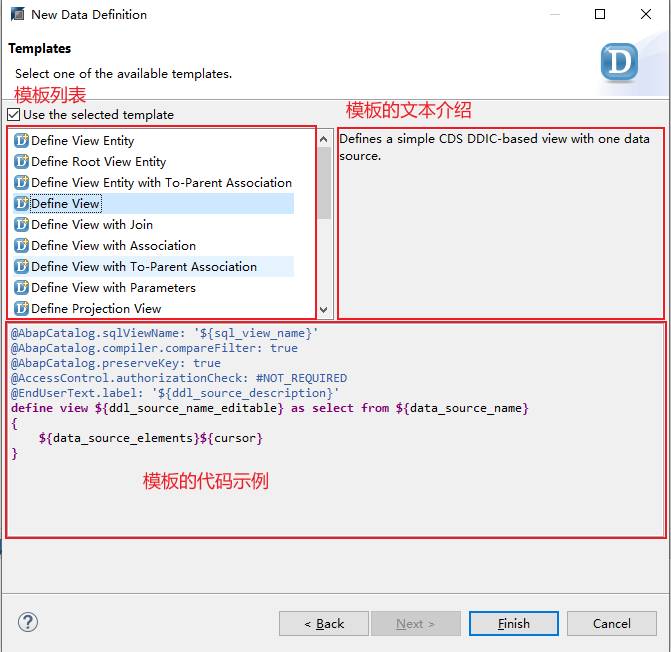 New Data Definition
Templates
Select one of the available templates.
D
模板列表
模板的文本介绍
Use the selected template
Define View Entity
Define Root View Entity
Define View Entity with To-Parent Association
Define View
Define View with Join
Define View with Association
Define View with To-Parent Association
Define View with Parameters
Define Projection View
Defines a simple CDS DDIC-based view with one data
source.
@AbapCatalog.sqlViewName: '${sql_view_name}'
@AbapCatalog.compiler.compareFilter: true
@AbapCatalog.preserveKey: true
@AccessControl.authorizationCheck: #NOT_REQUIRED
@EndUserText.label: '${ddl_source_description}'
define view ${ddl_source_name_editable} as select from ${data_source_name}
{
    ${data_source_elements}${cursor}
}
模板的代码示例
?
< Back
Next >
Finish
Cancel